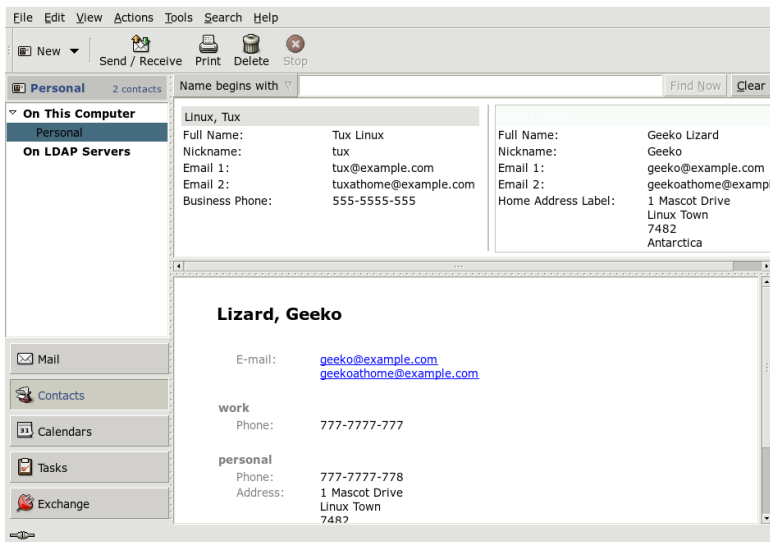 File Edit View Actions Tools Search Help
New Send / Receive Print Delete Stop
Personal 2 contacts
Name begins with Find Now Clear
On This Computer
Personal
On LDAP Servers
Linux, Tux
Full Name: Tux Linux
Nickname: tux
Email 1: tux@example.com
Email 2: tuxathome@example.com
Business Phone: 555-5555-555
Full Name: Geeko Lizard
Nickname: Geeko
Email 1: geeko@example.com
Email 2: geekoathome@exampl
Home Address Label: 1 Mascot Drive
Linux Town
7482
Antarctica
Lizard, Geeko
E-mail: geeko@example.com
geekoathome@example.com
work
Phone: 777-7777-777
personal
Phone: 777-7777-778
Address: 1 Mascot Drive
Linux Town
7482
Mail
Contacts
31 Calendars
Tasks
Exchange